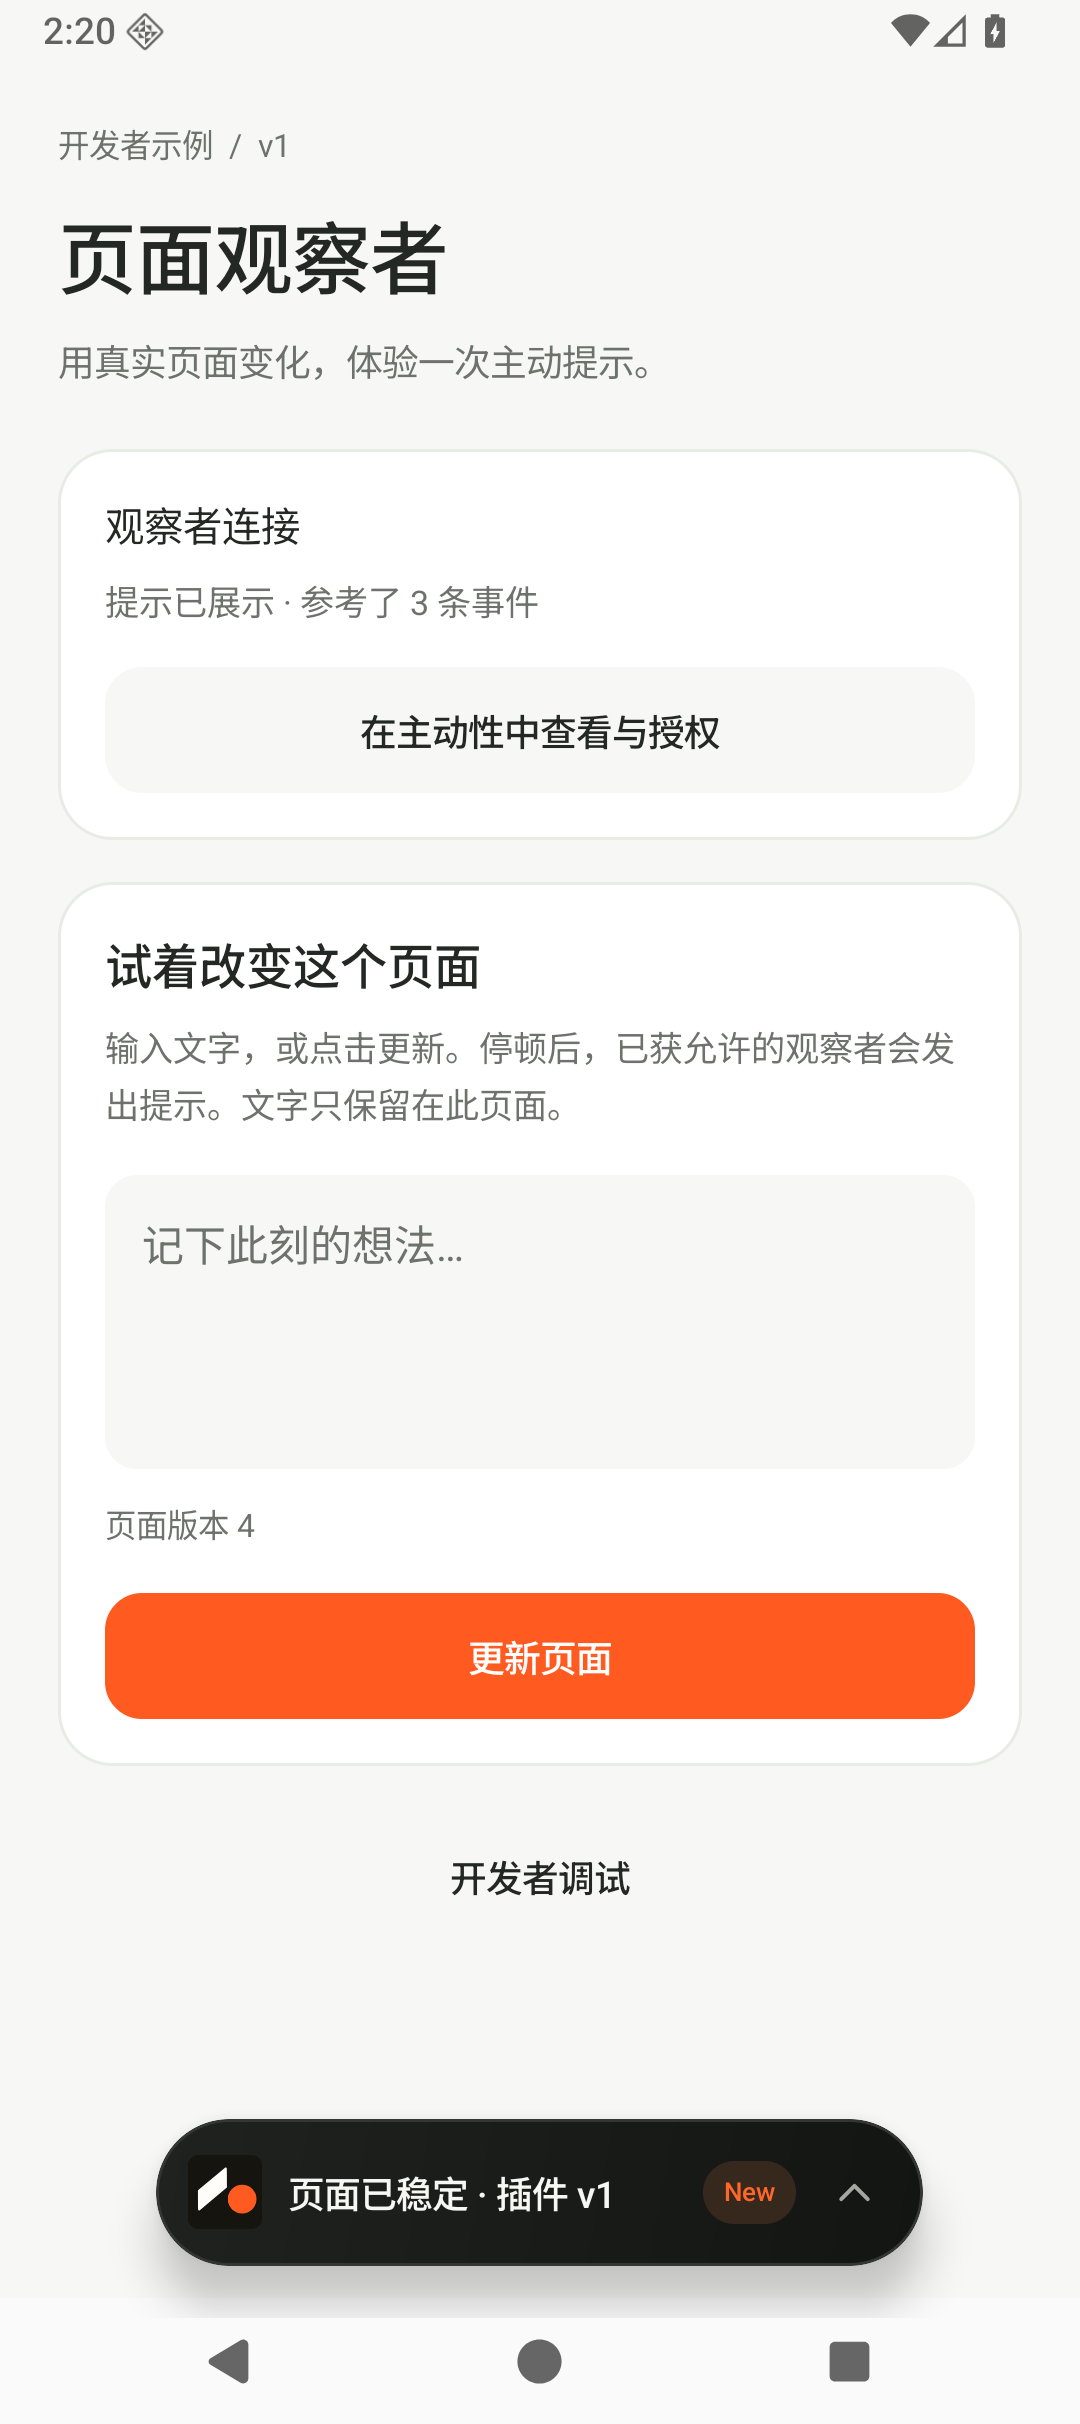 2:20
开发者示例 / v1
页面观察者
用真实页面变化，体验一次主动提示。
观察者连接
提示已展示 · 参考了 3 条事件
在主动性中查看与授权
试着改变这个页面
输入文字，或点击更新。停顿后，已获允许的观察者会发
出提示。文字只保留在此页面。
记下此刻的想法…
页面版本 4
更新页面
开发者调试
页面已稳定 · 插件 v1
New